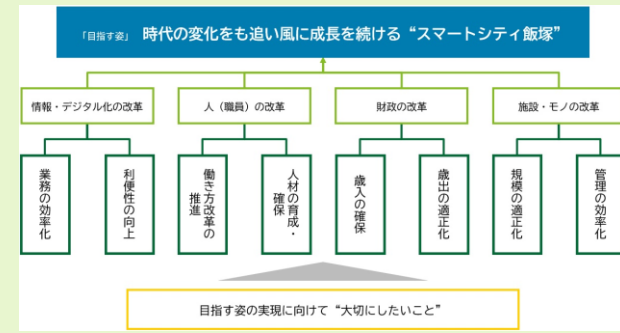 「目指す姿」 時代の変化をも追い風に成長を続ける“スマートシティ飯塚”
情報・デジタル化の改革
人（職員）の改革
財政の改革
施設・モノの改革
業務の効率化
利便性の向上
働き方改革の
推進
人材の育成・
確保
歳入の確保
歳出の適正化
規模の適正化
管理の効率化
目指す姿の実現に向けて“大切にしたいこと”